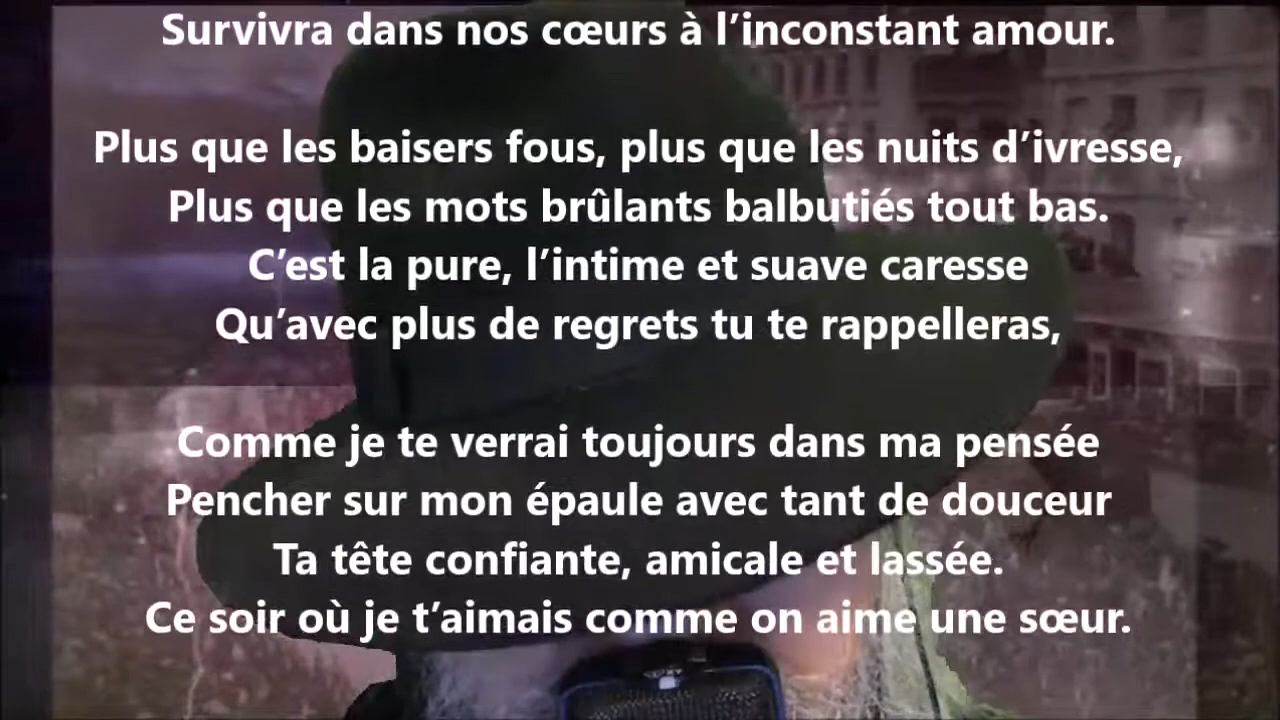 Survivra dans nos cœurs à l’inconstant amour.
Plus que les baisers fous, plus que les nuits d’ivresse,
Plus que les mots brûlants balbutiés tout bas.
C’est la pure, l’intime et suave caresse
Qu’avec plus de regrets tu te rappelleras,
Comme je te verrai toujours dans ma pensée
Pencher sur mon épaule avec tant de douceur
Ta tête confiante, amicale et lassée.
Ce soir où je t’aimais comme on aime une sœur.